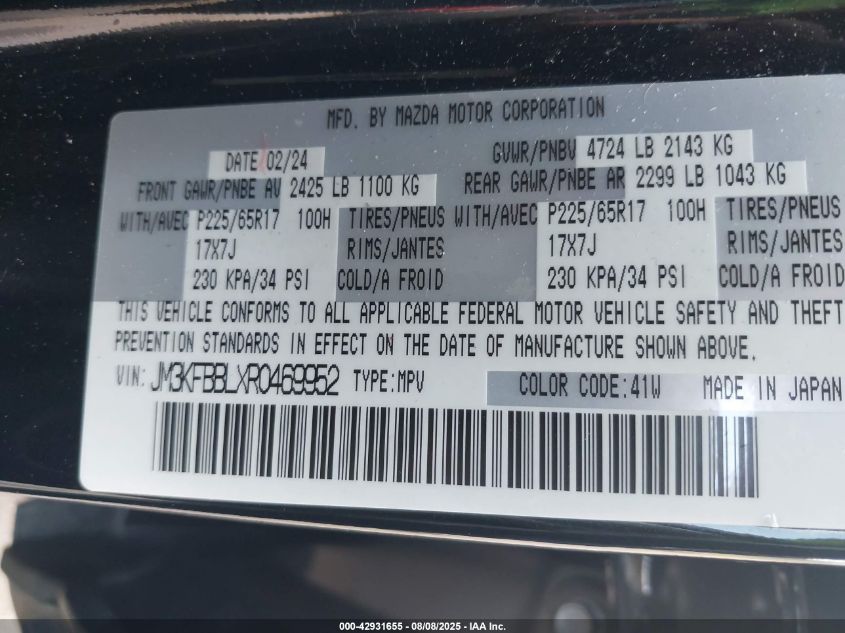 MFD. BY MAZDA MOTOR CORPORATION
DATE 02/24 GVWR/PNBV 4724 LB 2143 KG
FRONT GAWR/PNBE AV 2425 LB 1100 KG REAR GAWR/PNBE AR 2299 LB 1043 KG
WITH/AVEC P225/65R17 100H TIRES/PNEUS WITH/AVEC P225/65R17 100H TIRES/PNEUS
17X7J RIMS/JANTES 17X7J RIMS/JANTES
230 KPA/34 PSI COLD/A FROID 230 KPA/34 PSI COLD/A FROID
THIS VEHICLE CONFORMS TO ALL APPLICABLE FEDERAL MOTOR VEHICLE SAFETY AND THEFT
PREVENTION STANDARDS IN EFFECT ON THE DATE OF MANUFACTURE SHOWN ABOVE.
VIN: JM3KFBBLXR0469952 TYPE:MPV COLOR CODE:41W MADE IN JAPAN
000-42931655 - 08/08/2025 - IAA Inc.